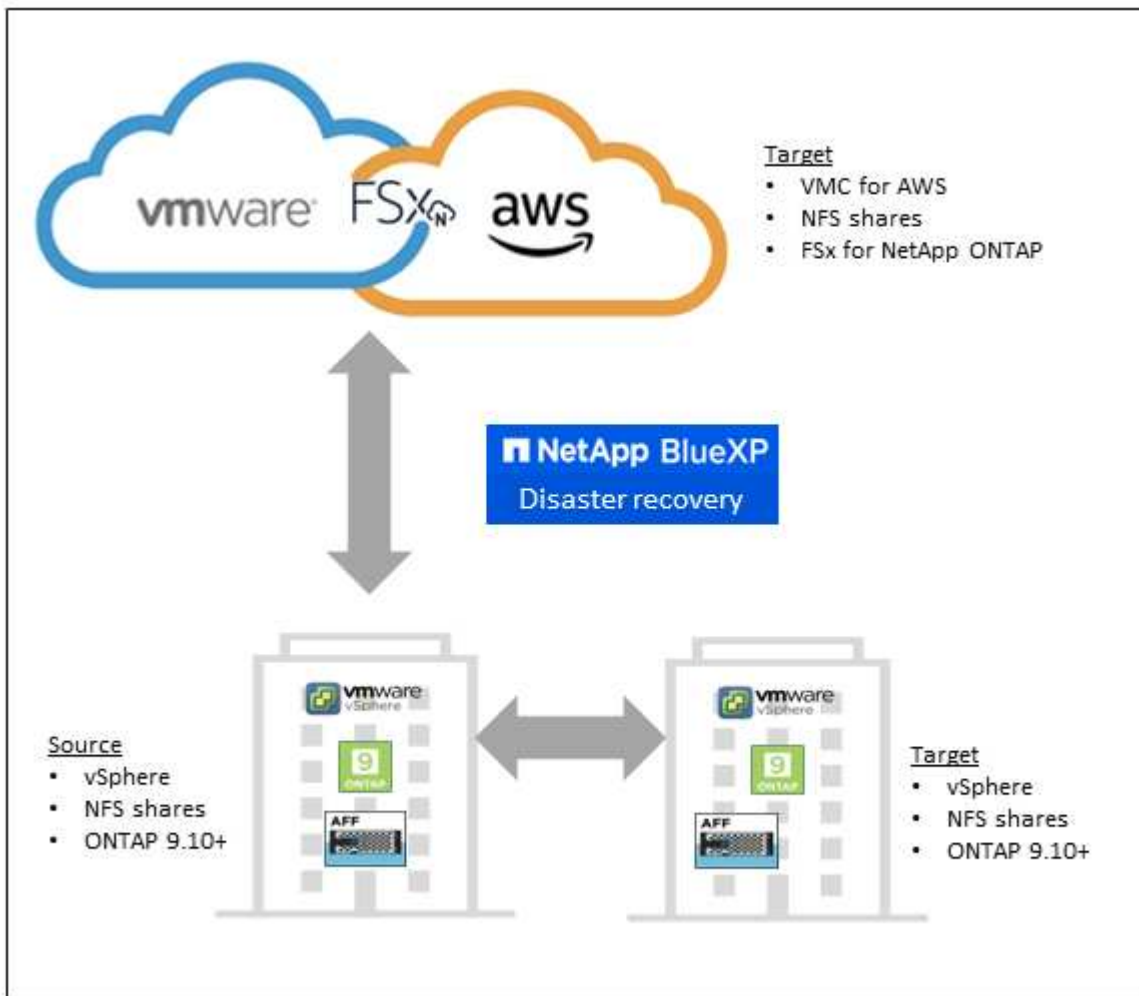 vmware
FSx
N
aws
Target
• VMC for AWS
• NFS shares
• FSx for NetApp ONTAP
NetApp BlueXP
Disaster recovery
vmware
vSphere
9
ONTAP
AFF
Source
• vSphere
• NFS shares
• ONTAP 9.10+
vmware
vSphere
9
ONTAP
AFF
Target
• vSphere
• NFS shares
• ONTAP 9.10+